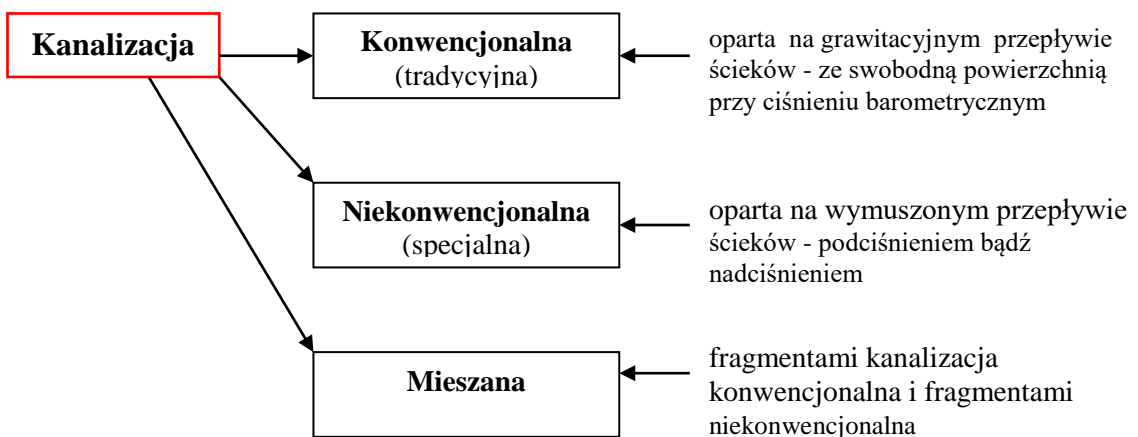 Kanalizacja
Konwencjonalna
(tradycyjna)
oparta na grawitacyjnym przepływie
ścieków - ze swobodną powierzchnią
przy ciśnieniu barometrycznym
Niekonwencjonalna
(specjalna)
oparta na wymuszonym przepływie
ścieków - podciśnieniem bądź
nadciśnieniem
Mieszana
fragmentami kanalizacja
konwencjonalna i fragmentami
niekonwencjonalna